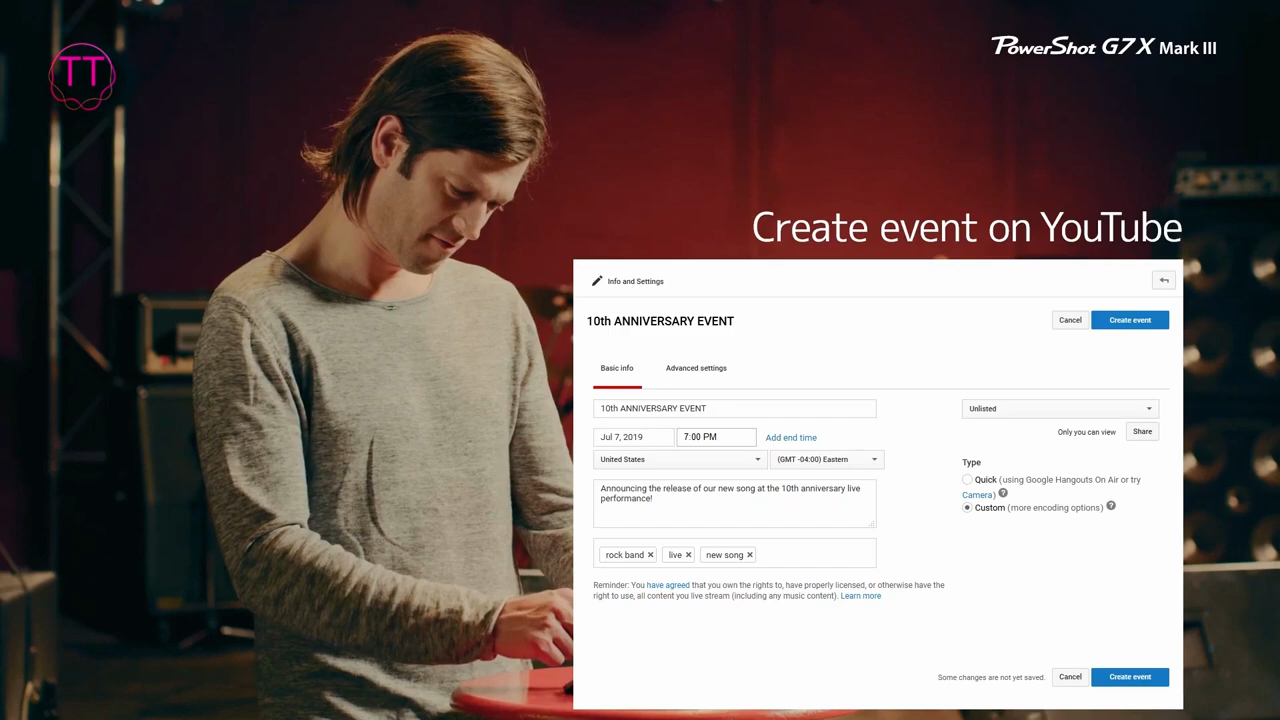 TT
PowerShot G7X Mark III
Create event on YouTube
Info and Settings
10th ANNIVERSARY EVENT
Cancel
Create event
Basic info
Advanced settings
10th ANNIVERSARY EVENT
Unlisted
Jul 7, 2019
7:00 PM
Add end time
Only you can view
Share
United States
(GMT -04:00) Eastern
Type
Quick (using Google Hangouts On Air or try
Camera) ?
Custom (more encoding options) ?
Announcing the release of our new song at the 10th anniversary live
performance!
rock band × live × new song ×
Reminder: You have agreed that you own the rights to, have properly licensed, or otherwise have the
right to use, all content you live stream (including any music content). Learn more
Some changes are not yet saved.
Cancel
Create event